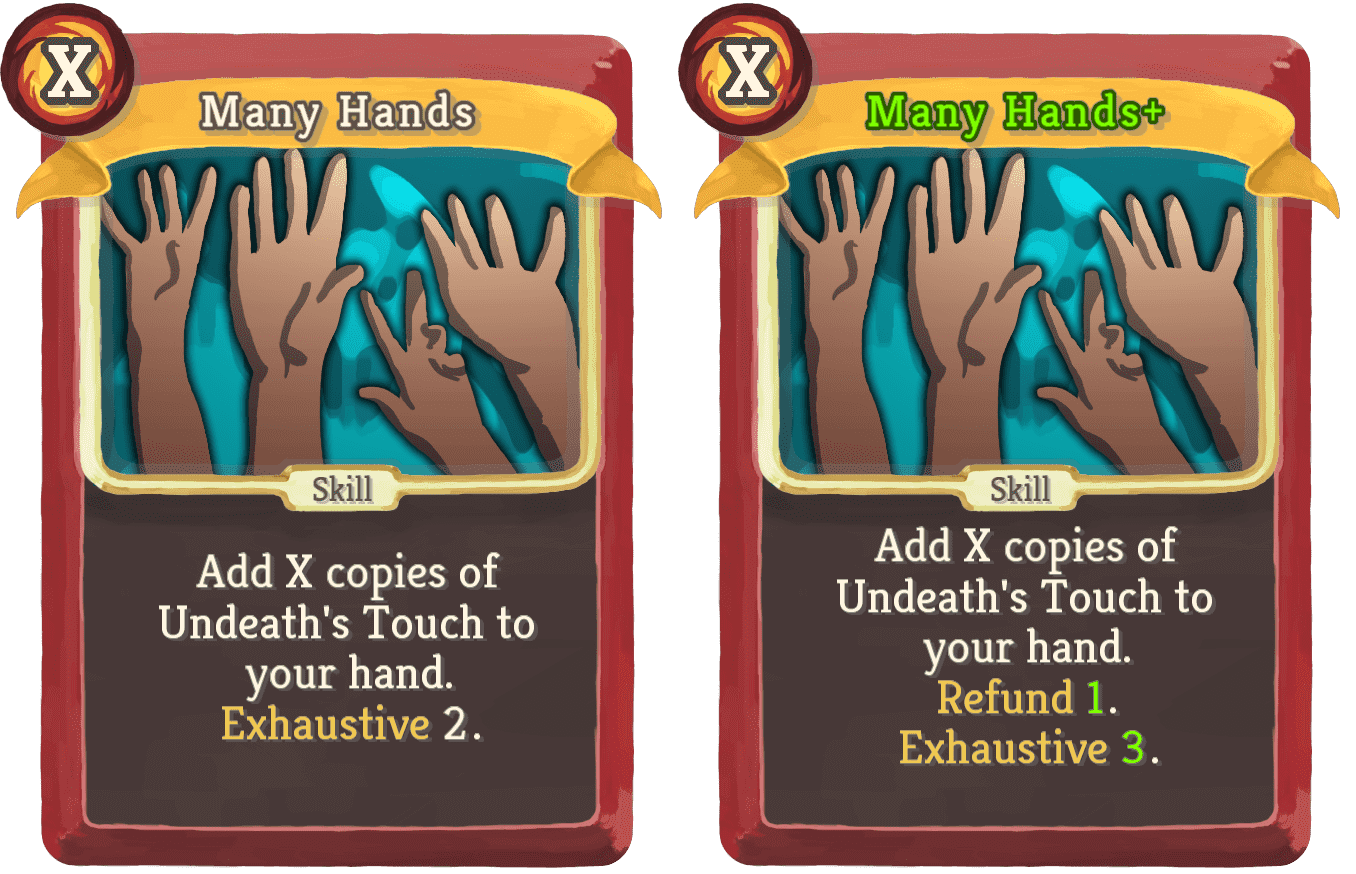 X
Many Hands
Skill
Add X copies of
Undeath's Touch to
your hand.
Exhaustive 2.
X
Many Hands+
Skill
Add X copies of
Undeath's Touch to
your hand.
Refund 1.
Exhaustive 3.